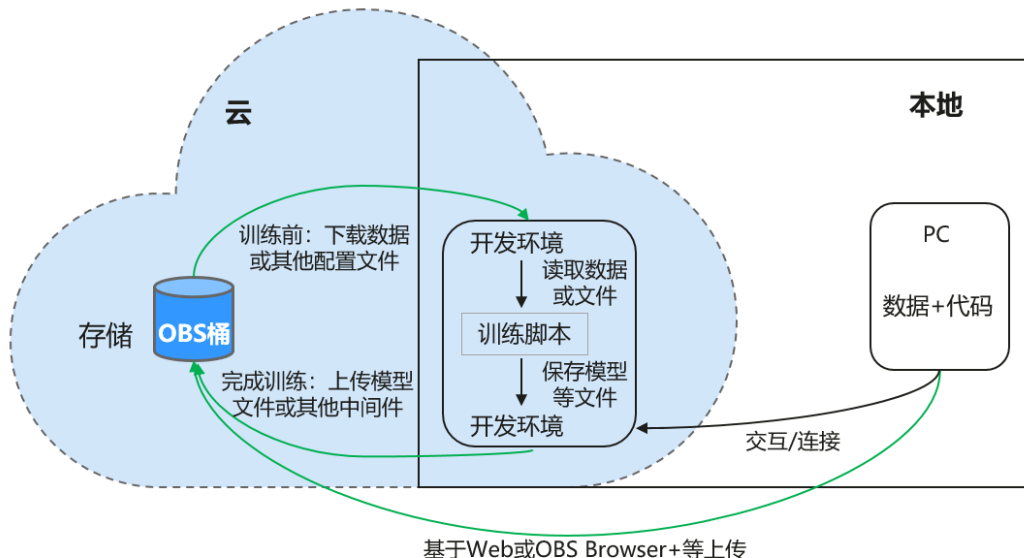 云
本地
训练前：下载数据
或其他配置文件
开发环境
读取数据
或文件
训练脚本
保存模型
等文件
开发环境
PC
数据+代码
存储
OBS桶
完成训练：上传模型
文件或其他中间件
交互/连接
基于Web或OBS Browser+等上传